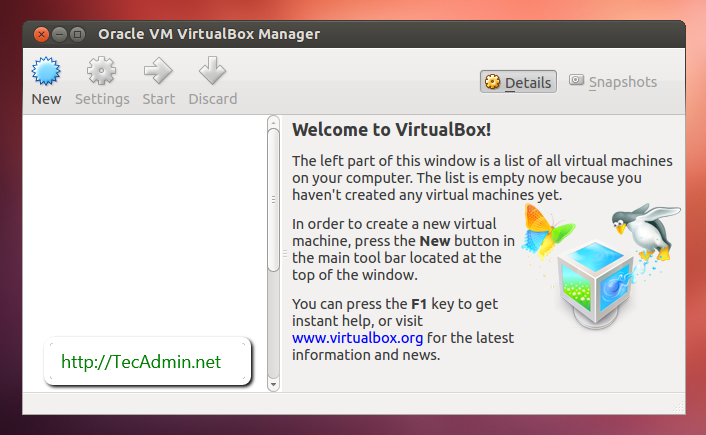 Oracle VM VirtualBox Manager
New Settings Start Discard
Details Snapshots
Welcome to VirtualBox!
The left part of this window is a list of all virtual machines
on your computer. The list is empty now because you
haven't created any virtual machines yet.
In order to create a new virtual
machine, press the New button in
the main tool bar located at the
top of the window.
You can press the F1 key to get
instant help, or visit
www.virtualbox.org for the latest
information and news.
http://TecAdmin.net